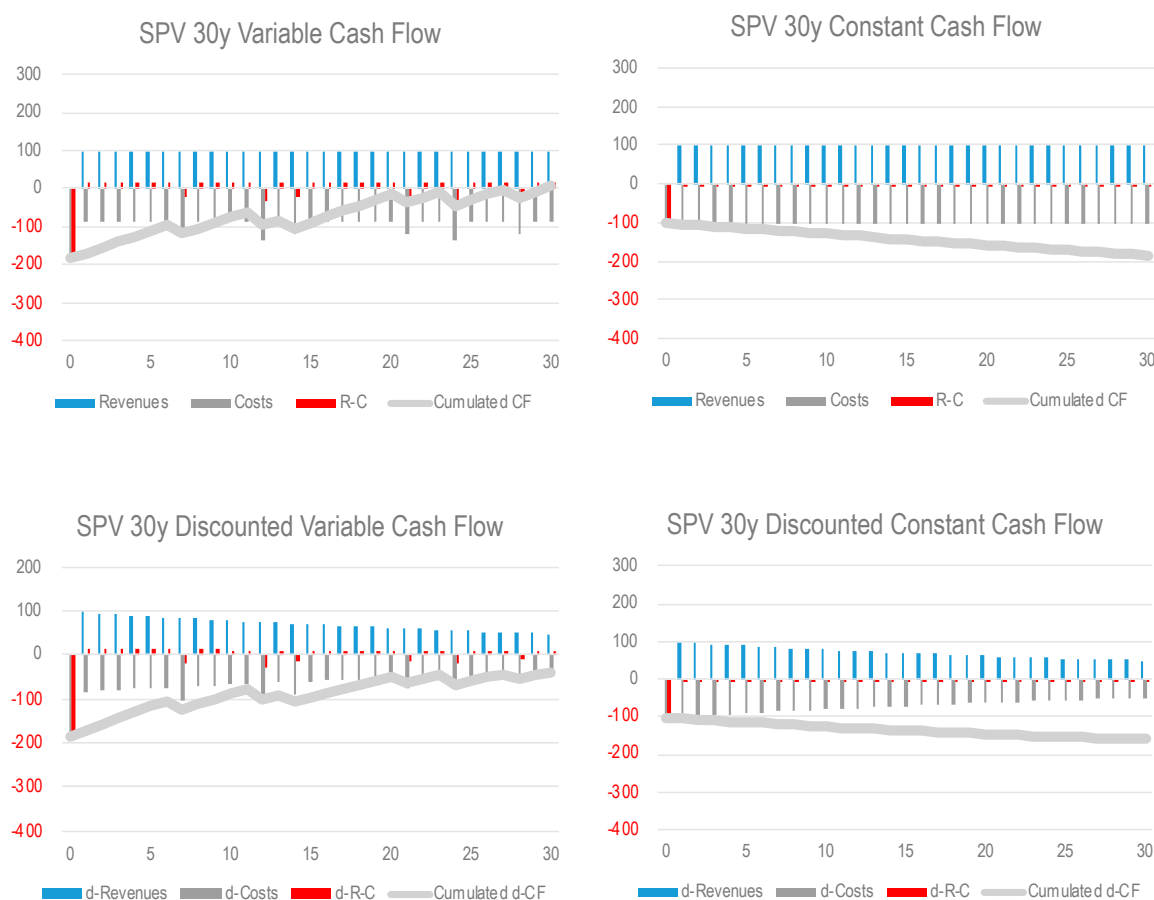 SPV 30y Variable Cash Flow
300
200
100
0
-100
-200
-300
-400
0 5 10 15 20 25 30
Revenues Costs R-C Cumulated CF
SPV 30y Constant Cash Flow
300
200
100
0
-100
-200
-300
-400
0 5 10 15 20 25 30
Revenues Costs R-C Cumulated CF
SPV 30y Discounted Variable Cash Flow
200
100
0
-100
-200
-300
-400
0 5 10 15 20 25 30
d-Revenues d-Costs d-R-C Cumulated d-CF
SPV 30y Discounted Constant Cash Flow
300
200
100
0
-100
-200
-300
-400
0 5 10 15 20 25 30
d-Revenues d-Costs d-R-C Cumulated d-CF